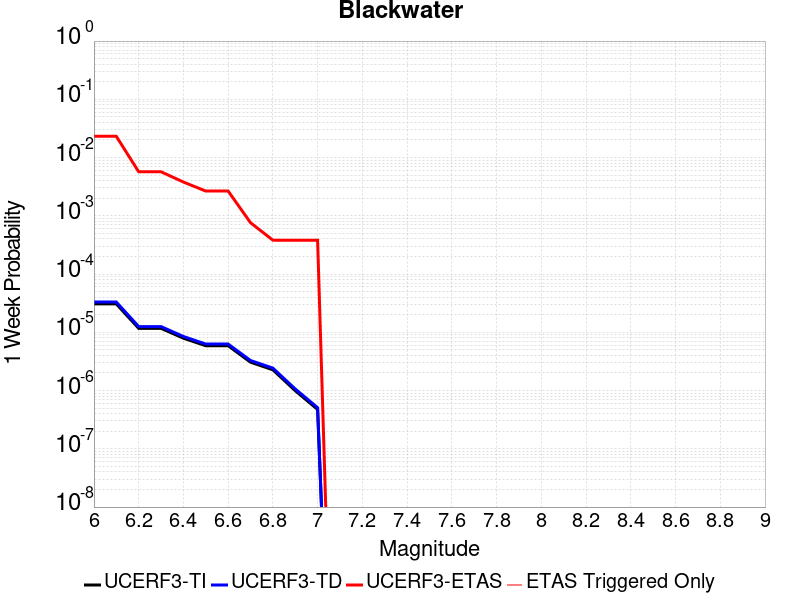 Blackwater
10 0
10 -1
10 -2
10 -3
10 -4
10 -5
10 -6
10 -7
10 -8
1 Week Probability
6 6.2 6.4 6.6 6.8 7 7.2 7.4 7.6 7.8 8 8.2 8.4 8.6 8.8 9
Magnitude
UCERF3-TI UCERF3-TD UCERF3-ETAS ETAS Triggered Only